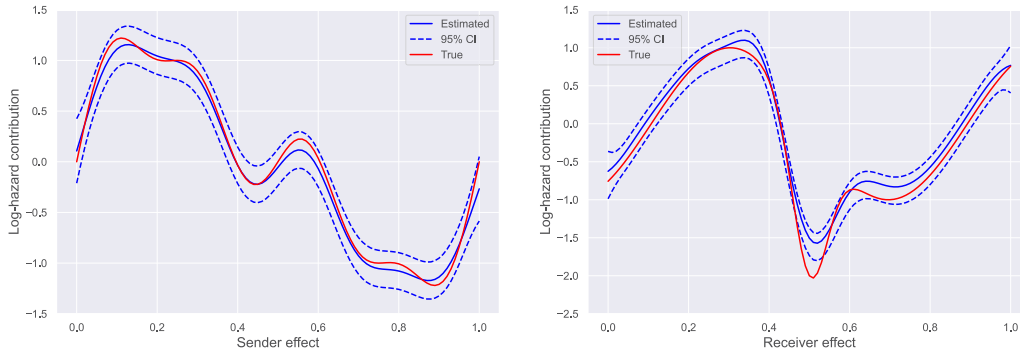 1.5
1.0
0.5
0.0
−0.5
−1.0
−1.5
0.0 0.2 0.4 0.6 0.8 1.0
Sender effect
Log-hazard contribution
Estimated
95% CI
True
1.5
1.0
0.5
0.0
−0.5
−1.0
−1.5
−2.0
−2.5
0.0 0.2 0.4 0.6 0.8 1.0
Receiver effect
Log-hazard contribution
Estimated
95% CI
True